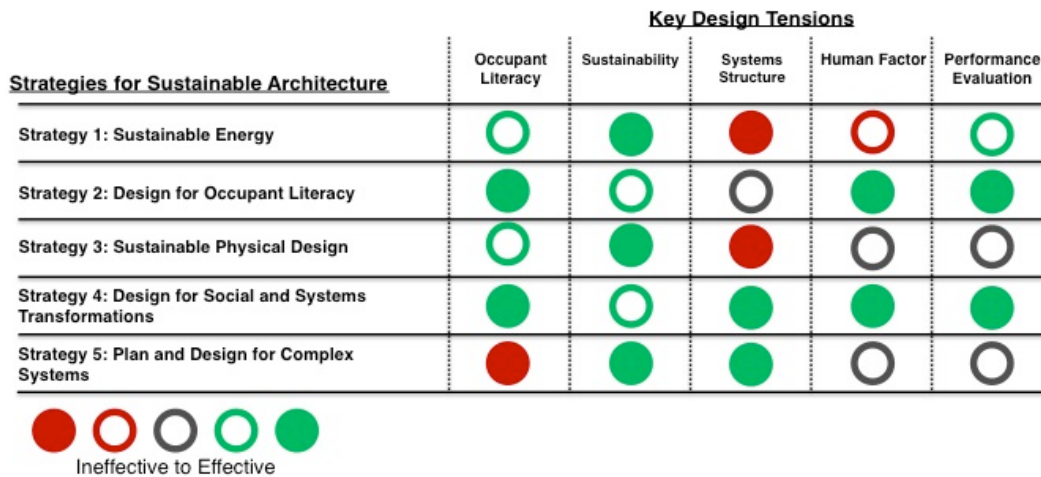 Key Design Tensions
Strategies for Sustainable Architecture
Occupant
Literacy
Sustainability
Systems
Structure
Human Factor
Performance
Evaluation
Strategy 1: Sustainable Energy
Strategy 2: Design for Occupant Literacy
Strategy 3: Sustainable Physical Design
Strategy 4: Design for Social and Systems
Transformations
Strategy 5: Plan and Design for Complex
Systems
Ineffective to Effective